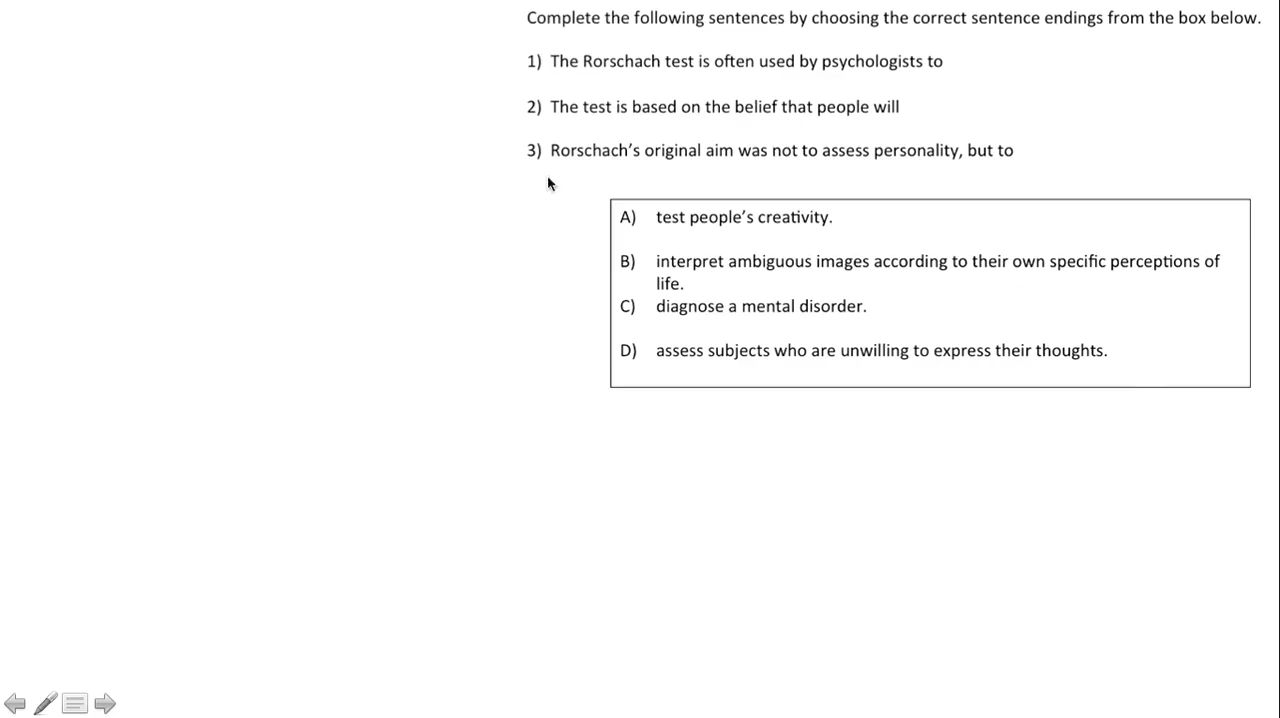 Complete the following sentences by choosing the correct sentence endings from the box below.
1) The Rorschach test is often used by psychologists to
2) The test is based on the belief that people will
3) Rorschach’s original aim was not to assess personality, but to
A) test people’s creativity.
B) interpret ambiguous images according to their own specific perceptions of
life.
C) diagnose a mental disorder.
D) assess subjects who are unwilling to express their thoughts.